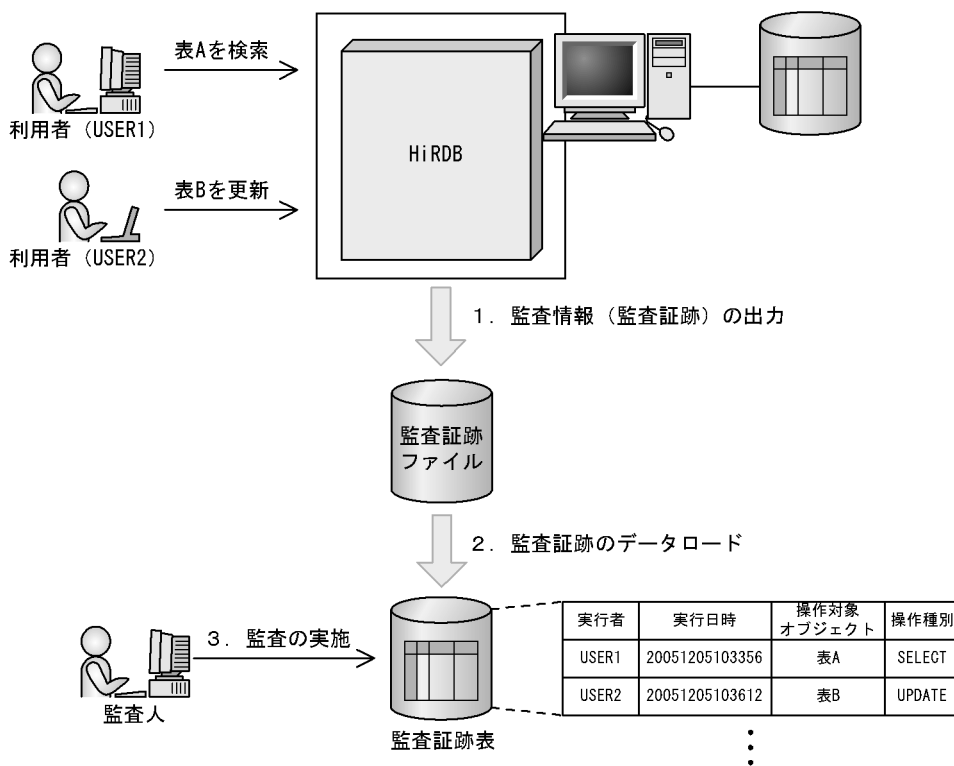 表Aを検索
利用者（USER1）
HiRDB
表Bを更新
利用者（USER2）
１．監査情報（監査証跡）の出力
監査証跡
ファイル
２．監査証跡のデータロード
３．監査の実施
監査人
監査証跡表
実行者 実行日時 操作対象オブジェクト 操作種別
USER1 20051205103356 表A SELECT
USER2 20051205103612 表B UPDATE